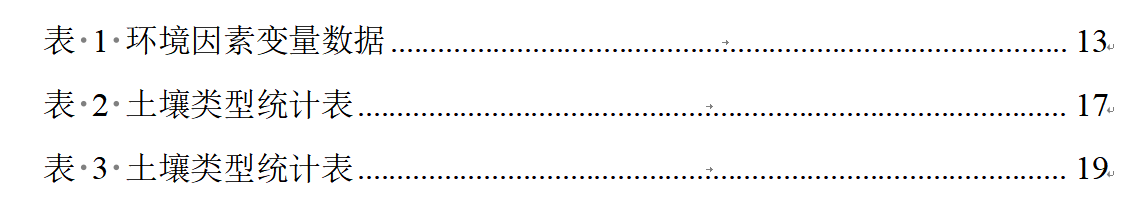 表 1 环境因素变量数据 13
表 2 土壤类型统计表 17
表 3 土壤类型统计表 19